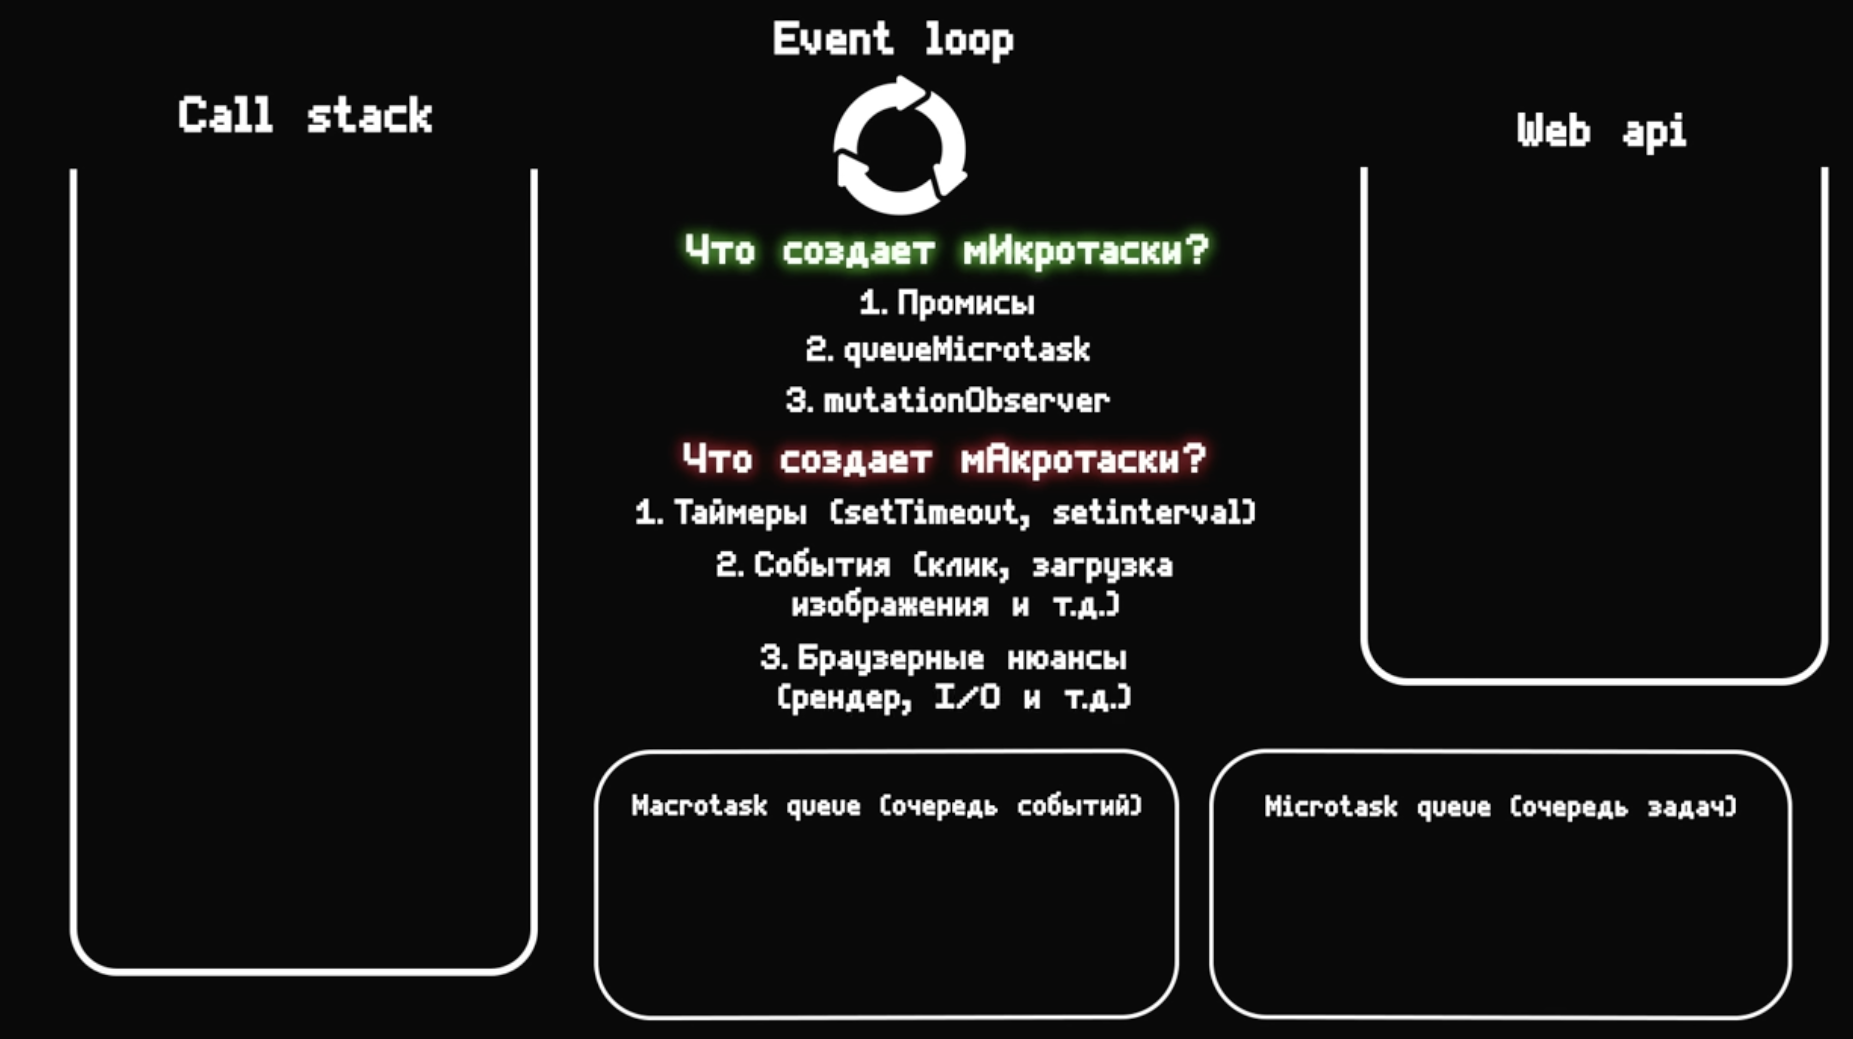 Event loop
Call stack
Web api
Что создает мИкротаски?
1. Промисы
2. queueMicrotask
3. mutationObserver
Что создает мАкротаски?
1. Таймеры (setTimeout, setinterval)
2. События (клик, загрузка
изображения и т.д.)
3. Браузерные нюансы
(рендер, I/O и т.д.)
Macrotask queue (очередь событий)
Microtask queue (очередь задач)